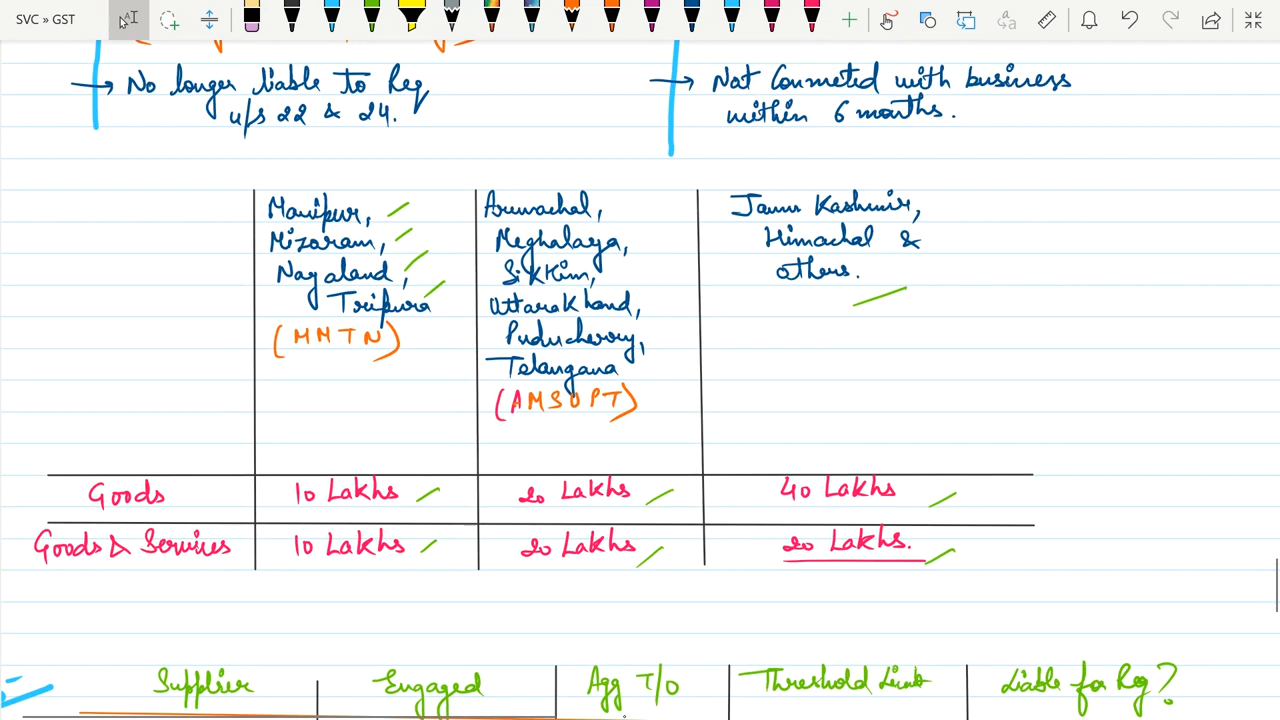 SVC » GST
→ No longer liable to Reg
u/s 22 & 24.
→ Not Connected with business
within 6 months.
Manipur,
Mizoram,
Nagaland,
Tripura
(MMTN)
Arunachal,
Meghalaya,
Sikkim,
Uttarakhand,
Puducherry,
Telangana
(AMSUPT)
Jammu Kashmir,
Himachal &
others.
Goods 10 Lakhs 20 Lakhs 40 Lakhs
Goods & Services 10 Lakhs 20 Lakhs 20 Lakhs.
Supplier Engaged Agg T/O Threshold Limit Liable for Reg?